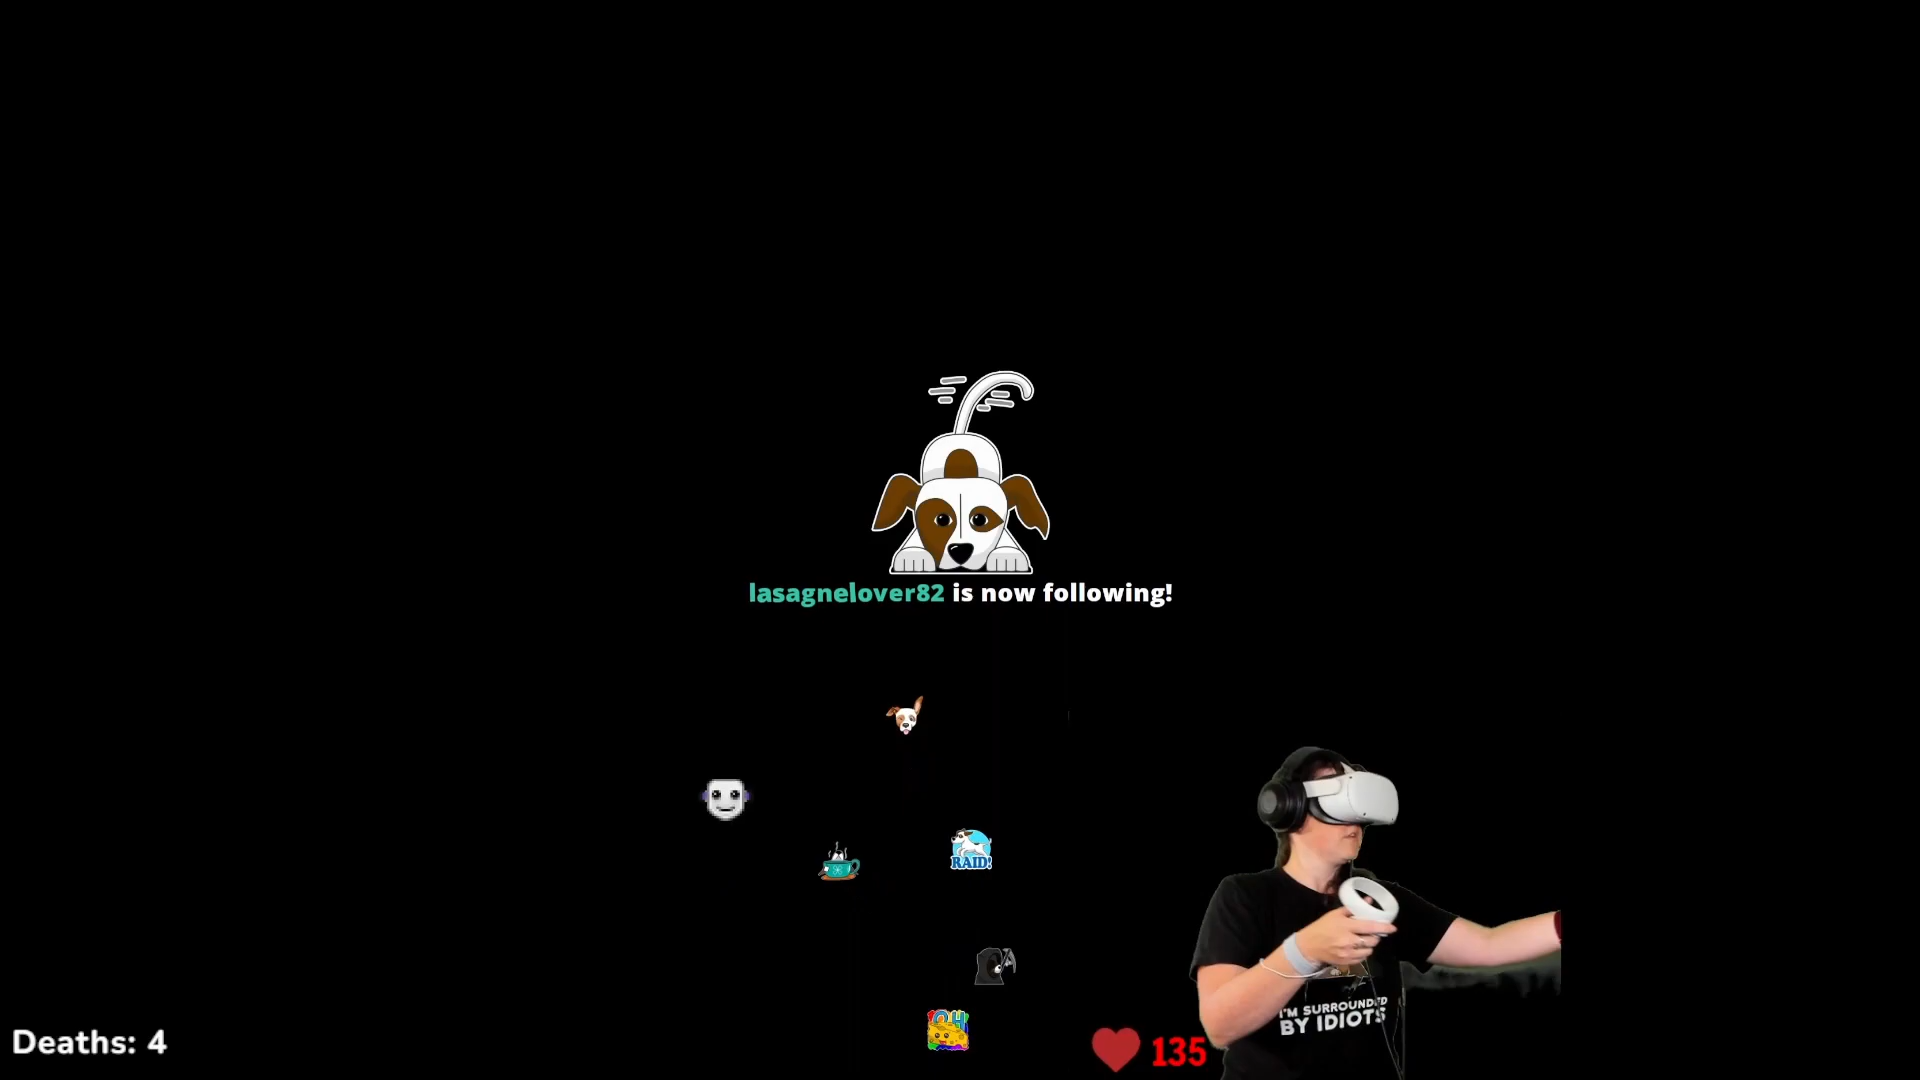 lasagnelover82 is now following!
RAID!
OH
I'M SURROUNDED
BY IDIOTS
Deaths: 4
135